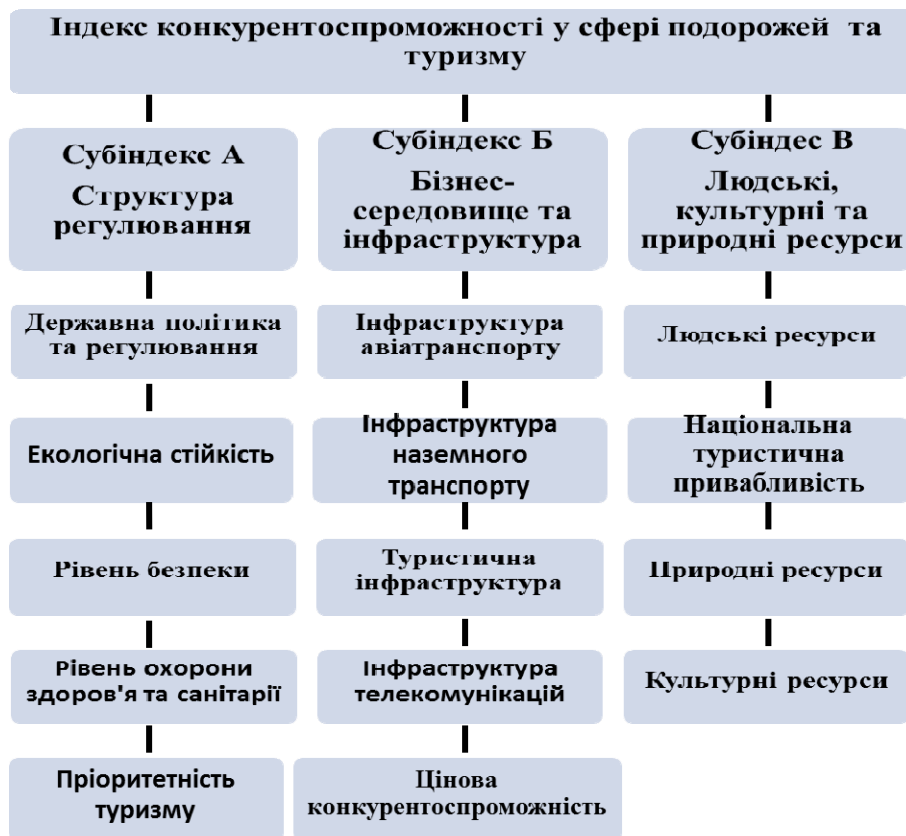 Індекс конкурентоспроможності у сфері подорожей та
туризму
Субіндекс А
Структура
регулювання
Державна політика
та регулювання
Екологічна стійкість
Рівень безпеки
Рівень охорони
здоров'я та санітарії
Пріоритетність
туризму
Субіндекс Б
Бізнес-
середовище та
інфраструктура
Інфраструктура
авіатранспорту
Інфраструктура
наземного
транспорту
Туристична
інфраструктура
Інфраструктура
телекомунікацій
Цінова
конкурентоспроможність
Субіндес В
Людські,
культурні та
природні ресурси
Людські ресурси
Національна
туристична
привабливість
Природні ресурси
Культурні ресурси